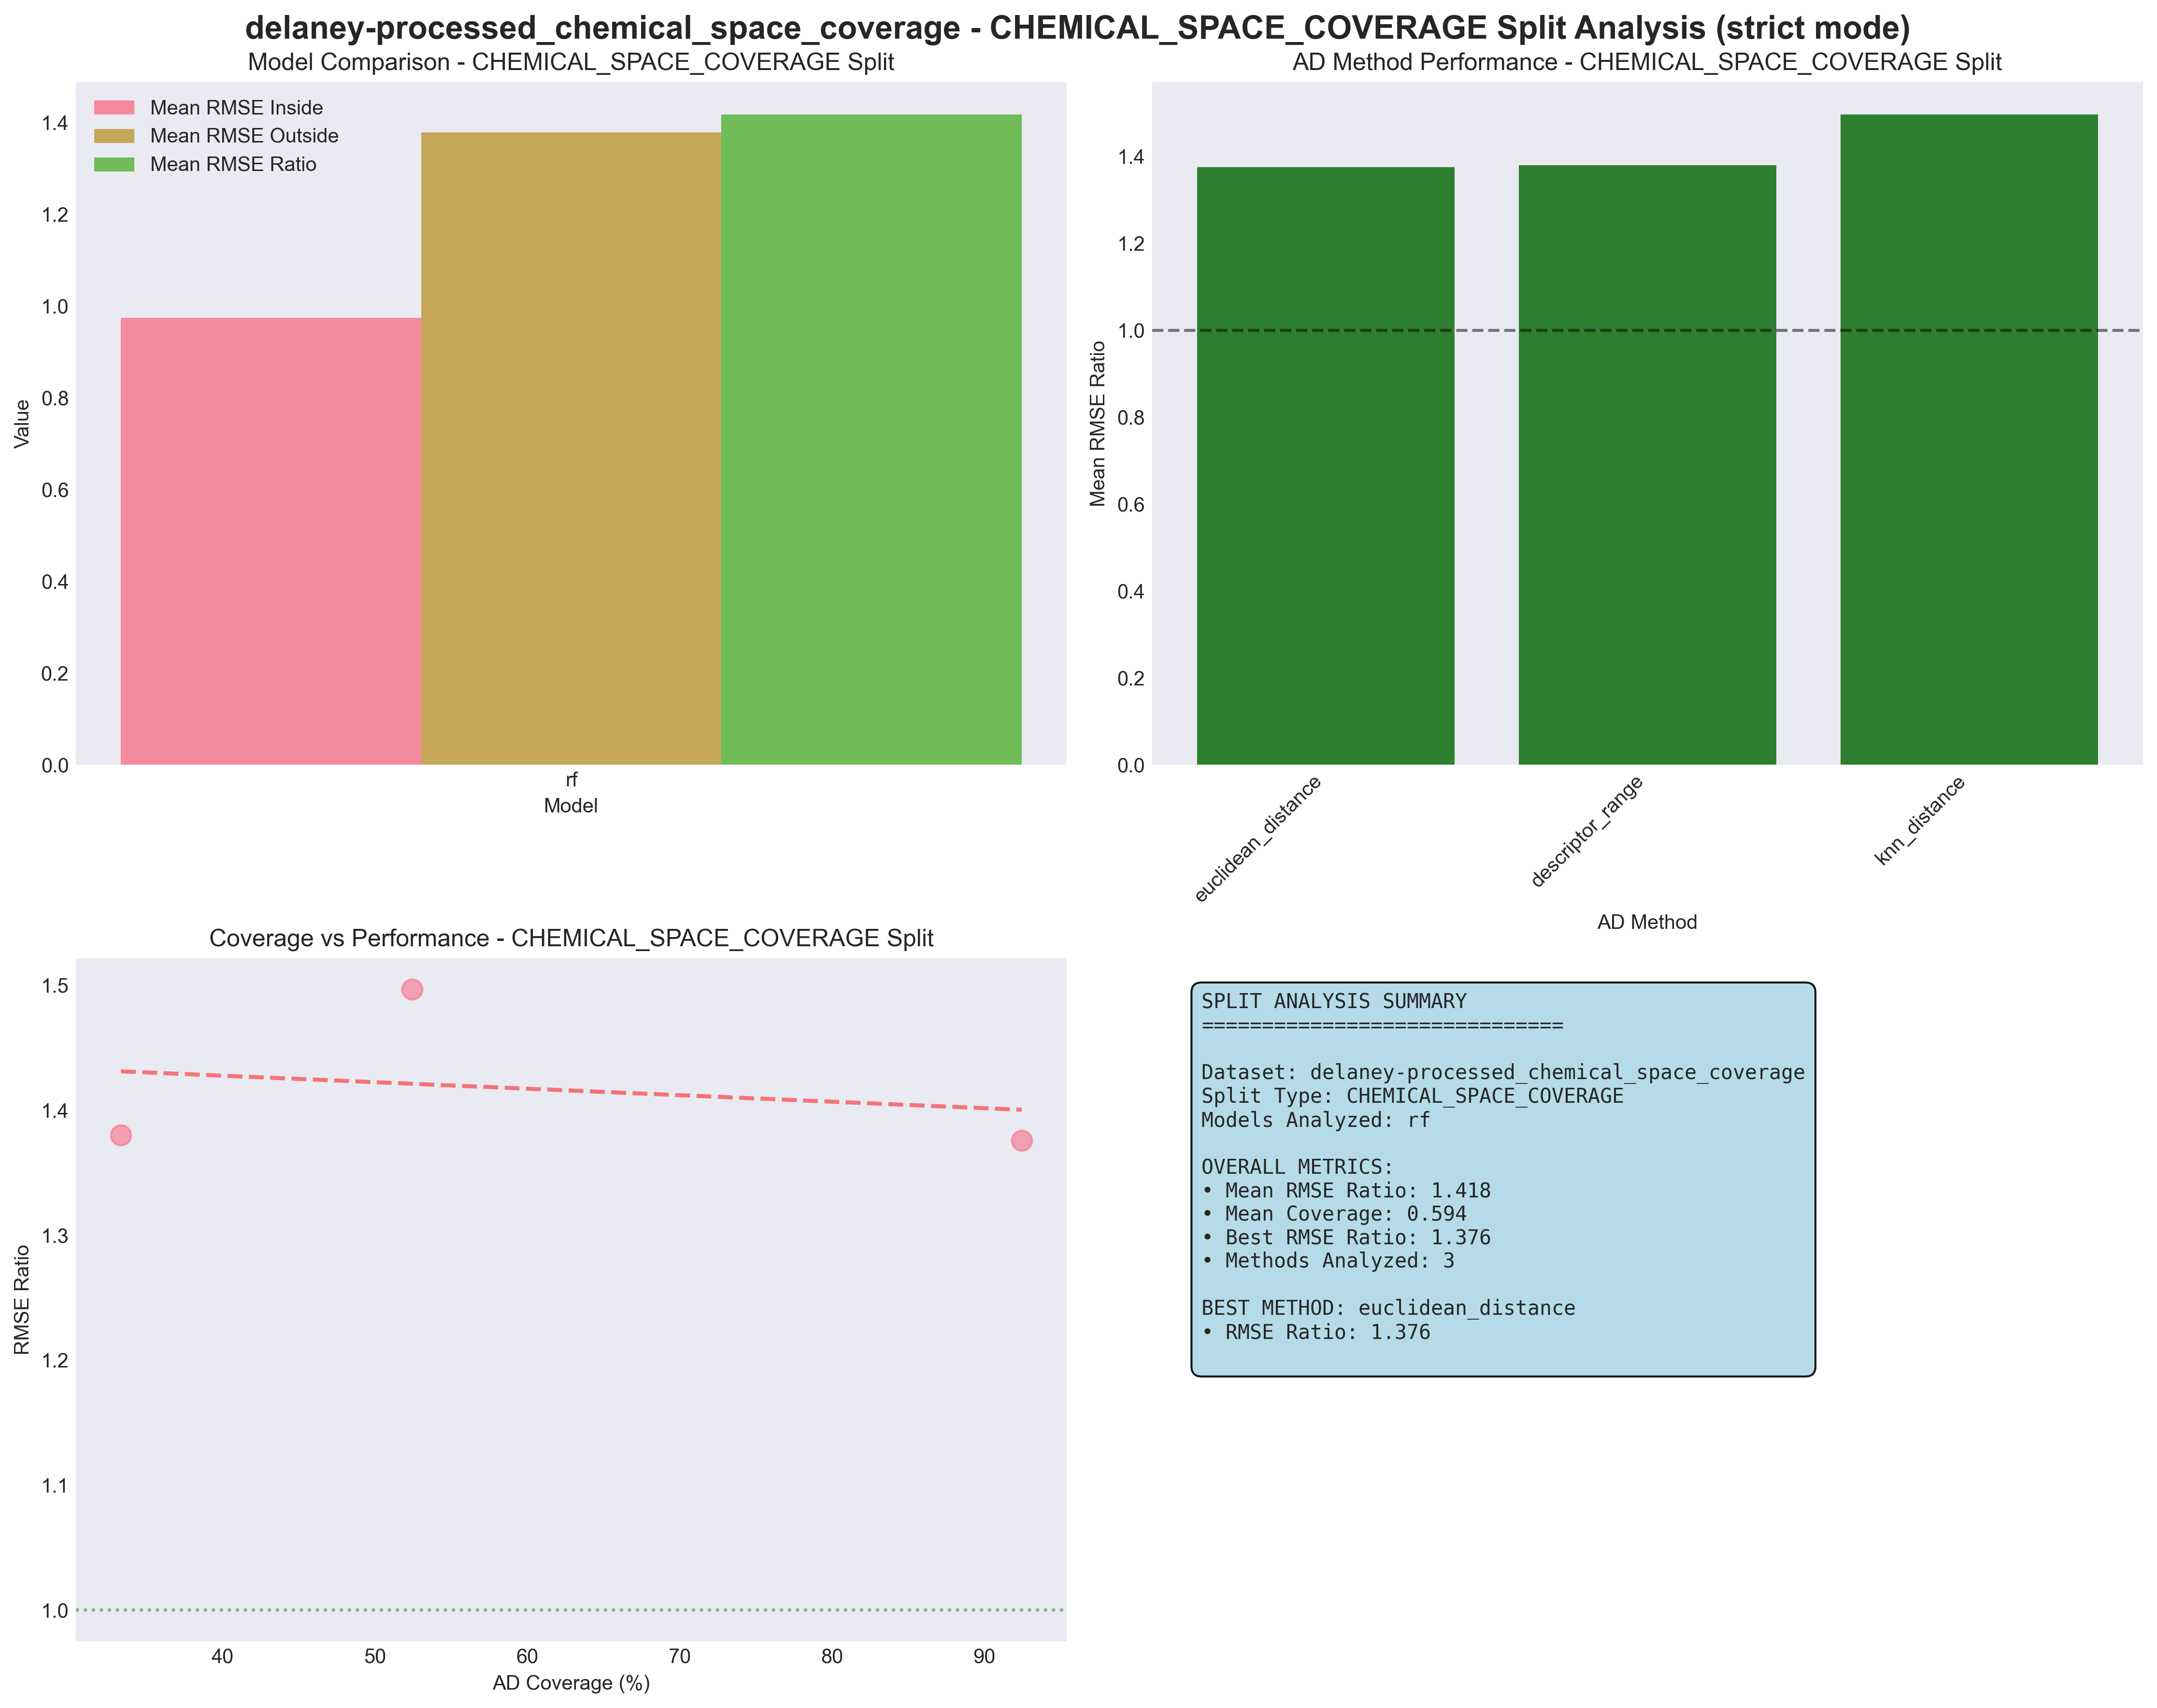 delaney-processed_chemical_space_coverage - CHEMICAL_SPACE_COVERAGE Split Analysis (strict mode)
Model Comparison - CHEMICAL_SPACE_COVERAGE Split
Mean RMSE Inside
Mean RMSE Outside
Mean RMSE Ratio
Value
1.4
1.2
1.0
0.8
0.6
0.4
0.2
0.0
rf
Model
AD Method Performance - CHEMICAL_SPACE_COVERAGE Split
Mean RMSE Ratio
1.4
1.2
1.0
0.8
0.6
0.4
0.2
0.0
euclidean_distance
descriptor_range
knn_distance
AD Method
Coverage vs Performance - CHEMICAL_SPACE_COVERAGE Split
RMSE Ratio
1.5
1.4
1.3
1.2
1.1
1.0
40
50
60
70
80
90
AD Coverage (%)
SPLIT ANALYSIS SUMMARY
==============================
Dataset: delaney-processed_chemical_space_coverage
Split Type: CHEMICAL_SPACE_COVERAGE
Models Analyzed: rf
OVERALL METRICS:
• Mean RMSE Ratio: 1.418
• Mean Coverage: 0.594
• Best RMSE Ratio: 1.376
• Methods Analyzed: 3
BEST METHOD: euclidean_distance
• RMSE Ratio: 1.376